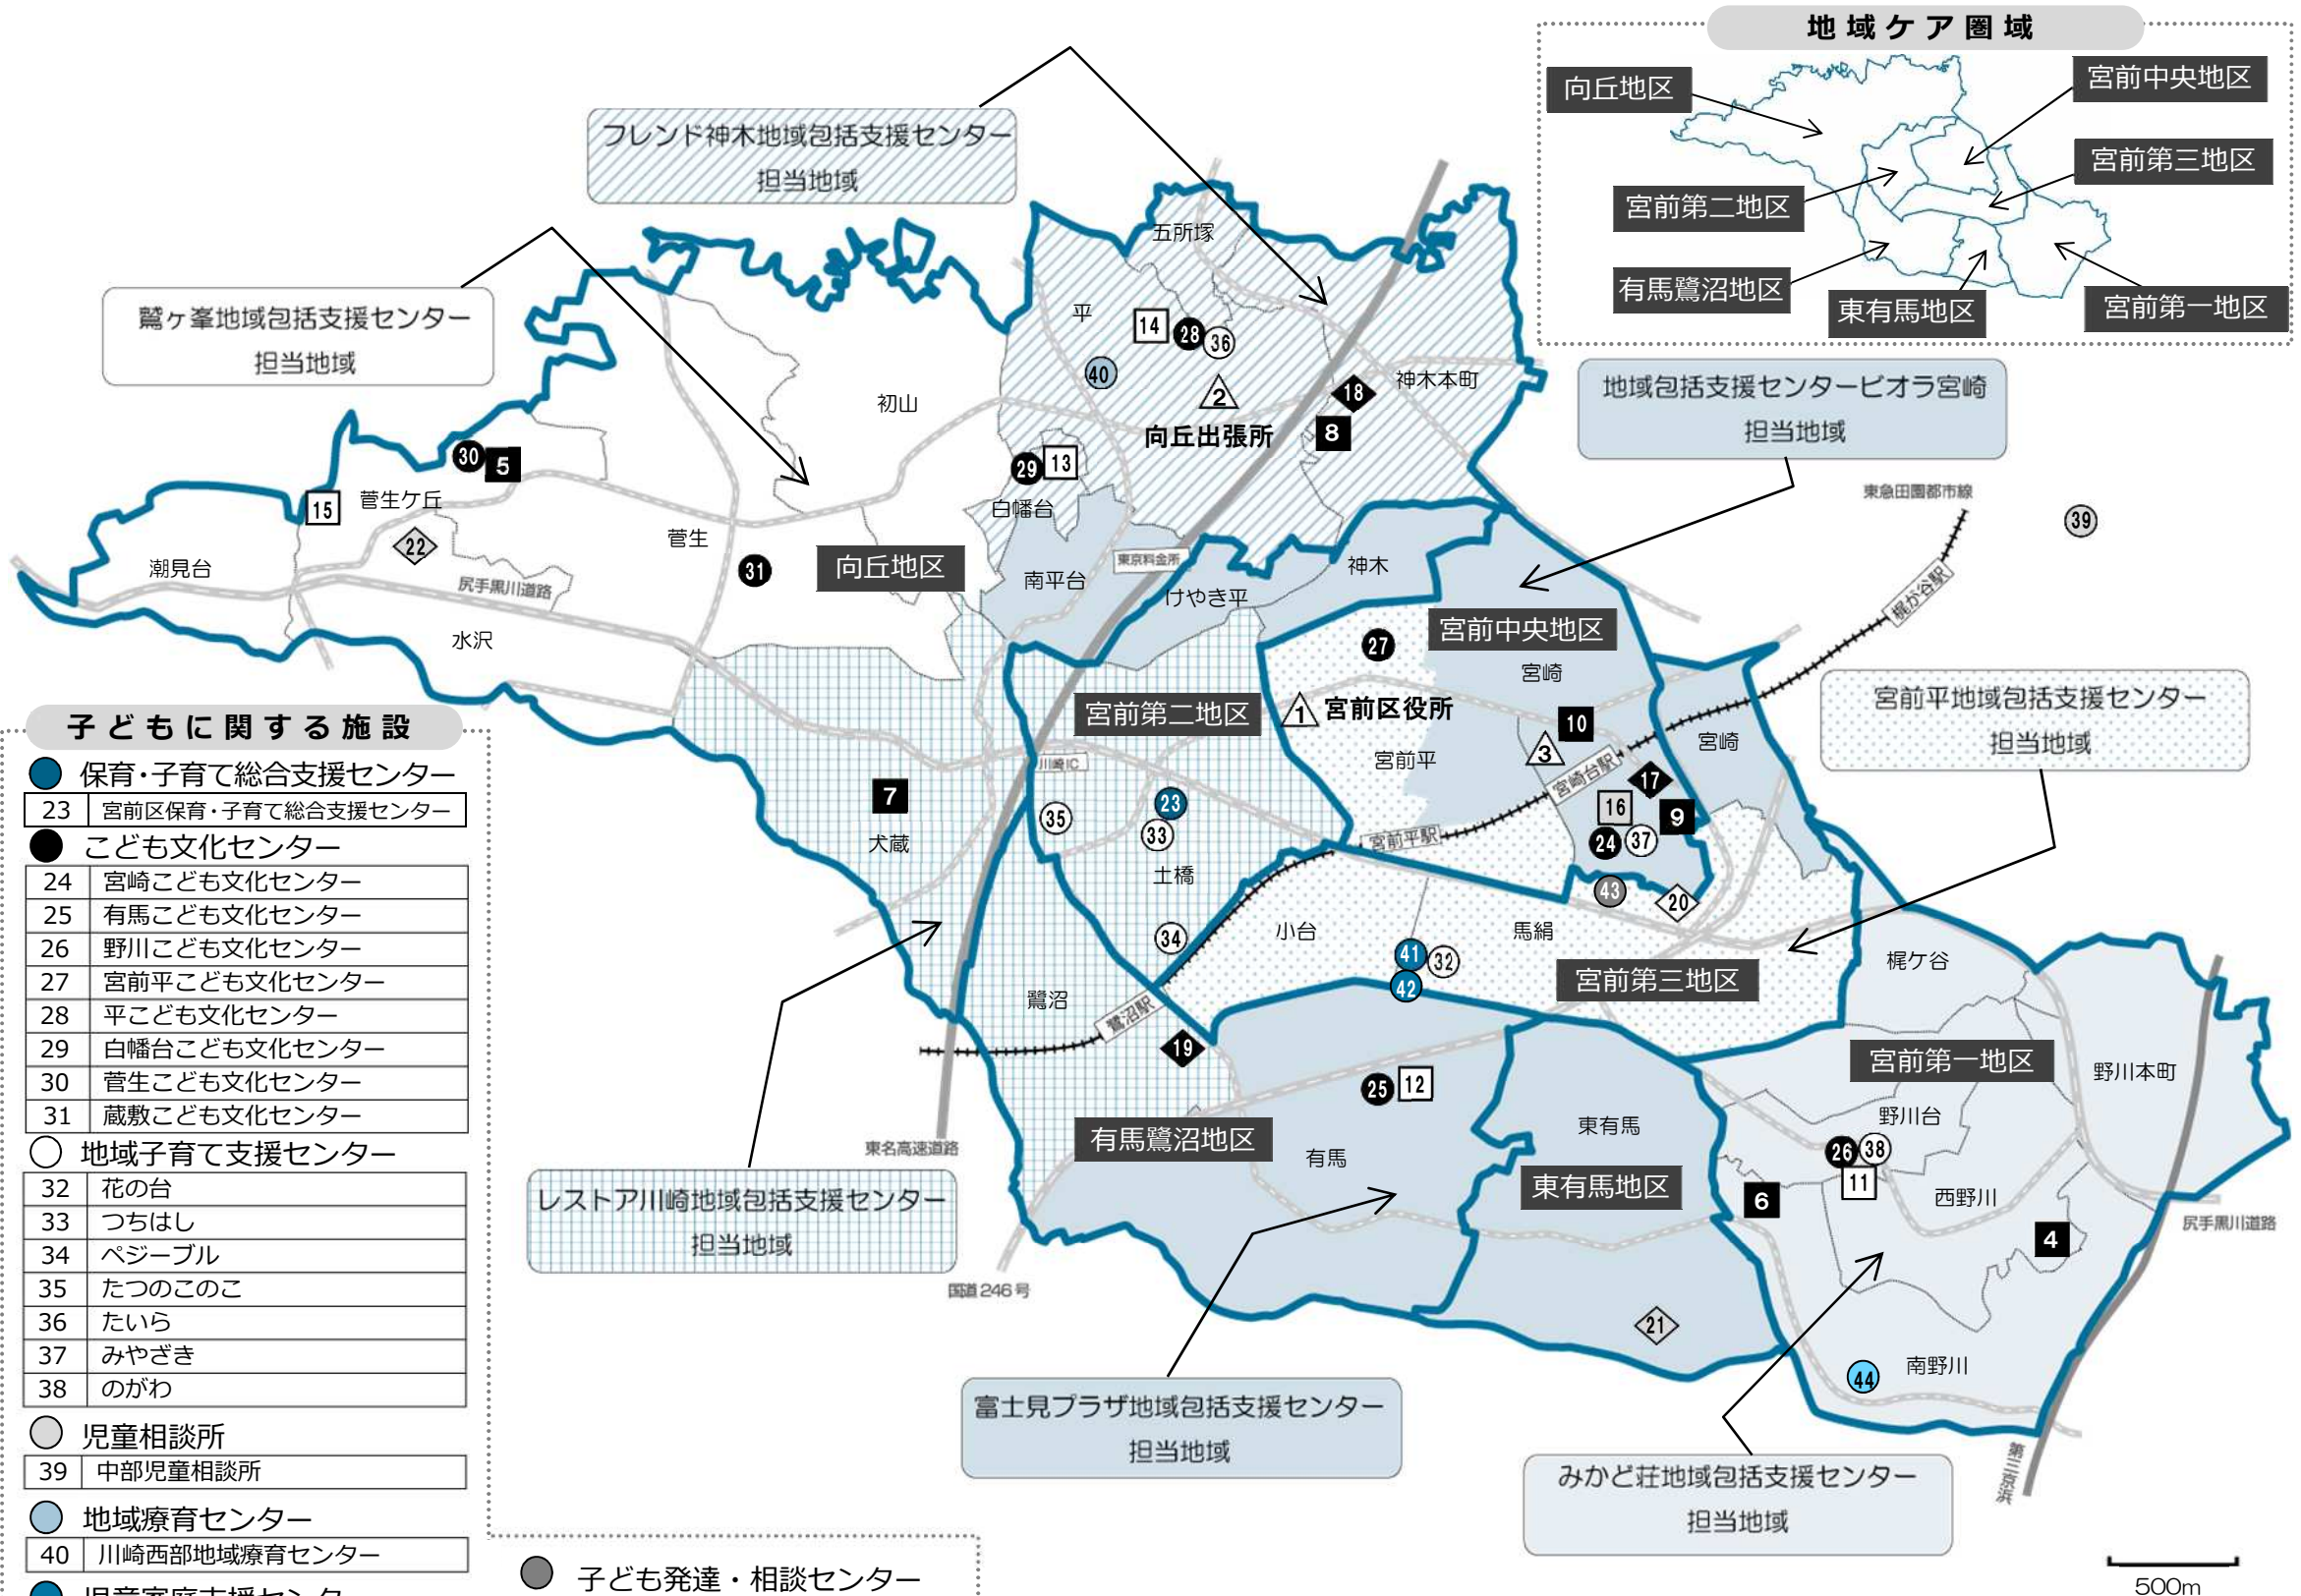 地域ケア圏域
向丘地区
宮前中央地区
宮前第三地区
宮前第二地区
有馬鷺沼地区
東有馬地区
宮前第一地区
フレンド神木地域包括支援センター
担当地域
鷲ヶ峯地域包括支援センター
担当地域
地域包括支援センタービオラ宮崎
担当地域
宮前平地域包括支援センター
担当地域
レストア川崎地域包括支援センター
担当地域
富士見プラザ地域包括支援センター
担当地域
みかど荘地域包括支援センター
担当地域
五所塚
平
14
28
36
40
2
向丘出張所
18
8
神木本町
初山
29
13
白幡台
30
5
15
菅生ケ丘
22
潮見台
尻手黒川道路
水沢
菅生
31
向丘地区
南平台
東京料金所
けやき平
神木
東急田園都市線
39
梶が谷駅
27
宮前中央地区
宮崎
宮前第二地区
1
宮前区役所
宮前平
10
3
宮崎台駅
宮崎
17
16
9
24
37
川崎IC
7
犬蔵
35
23
33
土橋
宮前平駅
43
20
34
小台
馬絹
41
32
42
宮前第三地区
梶ケ谷
鷺沼
鷺沼駅
19
25
12
宮前第一地区
野川本町
東名高速道路
有馬鷺沼地区
有馬
東有馬
東有馬地区
野川台
26
38
11
6
西野川
4
尻手黒川道路
国道246号
21
44
南野川
第三京浜
500m
子どもに関する施設
保育・子育て総合支援センター
23 宮前区保育・子育て総合支援センター
こども文化センター
24 宮崎こども文化センター
25 有馬こども文化センター
26 野川こども文化センター
27 宮前平こども文化センター
28 平こども文化センター
29 白幡台こども文化センター
30 菅生こども文化センター
31 蔵敷こども文化センター
地域子育て支援センター
32 花の台
33 つちはし
34 ペジーブル
35 たつのこのこ
36 たいら
37 みやざき
38 のがわ
児童相談所
39 中部児童相談所
地域療育センター
40 川崎西部地域療育センター
児童家庭支援センター
子ども発達・相談センター